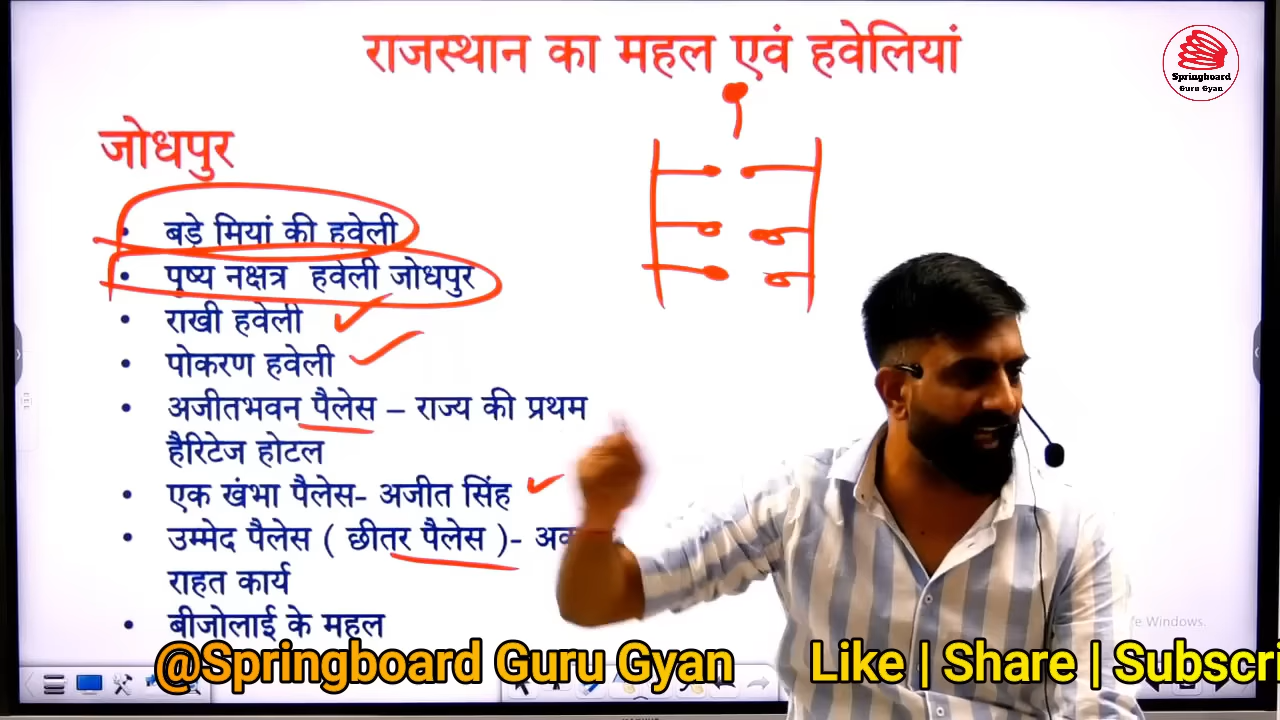 राजस्थान का महल एवं हवेलियां
Springboard
Guru Gyan
जोधपुर
• बड़े मियां की हवेली
• पुष्य नक्षत्र हवेली जोधपुर
• राखी हवेली
• पोकरण हवेली
• अजीतभवन पैलेस – राज्य की प्रथम
हैरिटेज होटल
• एक खंभा पैलेस- अजीत सिंह
• उम्मेद पैलेस ( छीतर पैलेस )-
राहत कार्य
• बीजोलाई के महल
Windows.
@Springboard Guru Gyan Like | Share | Subscri